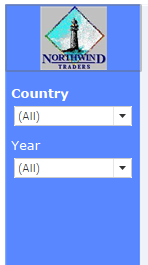 NORTHWIND
TRADERS
Country
(All)
Year
(All)